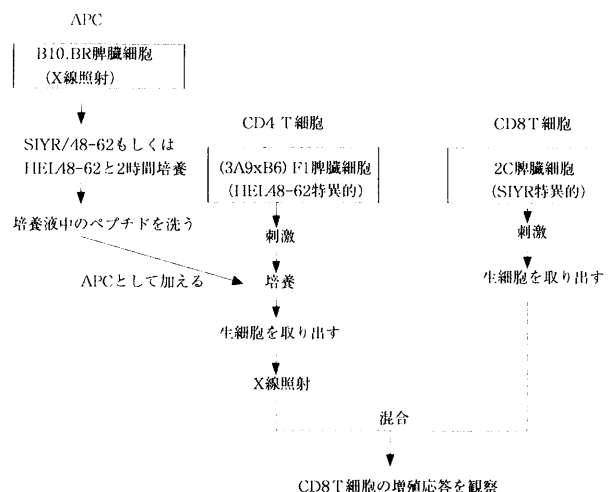 APC
B10.BR脾臓細胞
(X線照射)
SIYR/48-62もしくは
HEL48-62と2時間培養
培養液中のペプチドを洗う
APCとして加える
CD4 T細胞
(3A9xB6) F1脾臓細胞
(HEL48-62特異的)
刺激
培養
生細胞を取り出す
X線照射
CD8T細胞
2C脾臓細胞
(SIYR特異的)
刺激
生細胞を取り出す
混合
CD8T細胞の増殖応答を観察